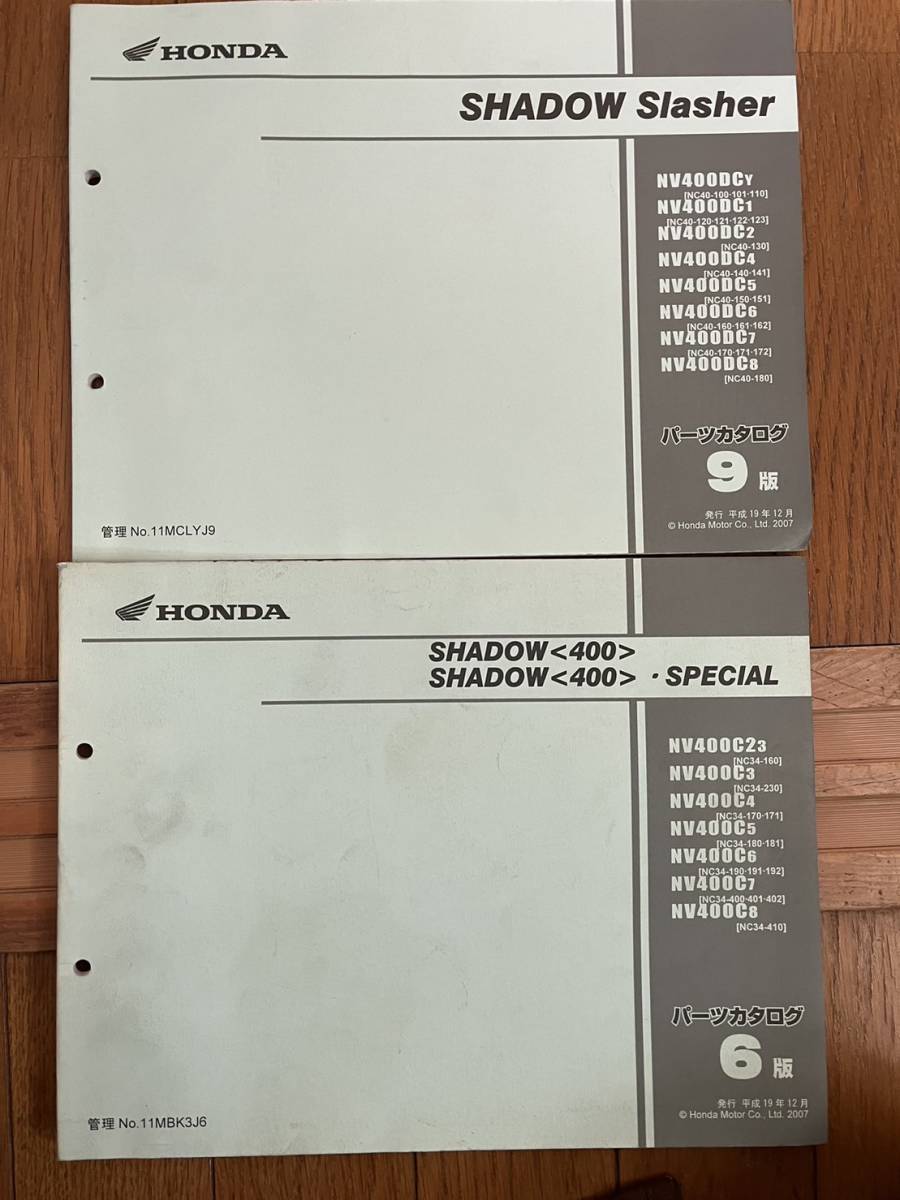 HONDA
SHADOW Slasher
NV400DCY
[NC40-100·101·110]
NV400DC1
[NC40-120·121·122·123]
NV400DC2
[NC40-130]
NV400DC4
[NC40-140·141]
NV400DC5
[NC40-150·151]
NV400DC6
[NC40-160·161·162]
NV400DC7
[NC40-170·171·172]
NV400DC8
[NC40-180]
パーツカタログ
9版
発行 平成19年12月
© Honda Motor Co., Ltd. 2007
管理 No.11MCLYJ9
HONDA
SHADOW<400>
SHADOW<400>・SPECIAL
NV400C23
[NC34-160]
NV400C3
[NC34-230]
NV400C4
[NC34-170·171]
NV400C5
[NC34-180·181]
NV400C6
[NC34-190·191·192]
NV400C7
[NC34-400·401·402]
NV400C8
[NC34-410]
パーツカタログ
6版
発行 平成19年12月
© Honda Motor Co., Ltd. 2007
管理 No.11MBK3J6